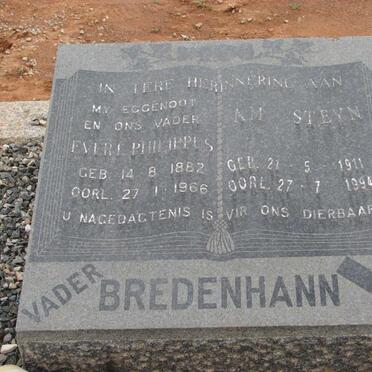 IN TERE HERINNERING AAN
MY EGGENOOT
EN ONS VADER
EVERT PHILIPPUS
GEB. 14 8 1882
OORL. 27 1 1966
A.M. STEYN
GEB. 21 5 1911
OORL. 27 7 1994
U NAGEDAGTENIS IS VIR ONS DIERBAAR
VADER BREDENHANN